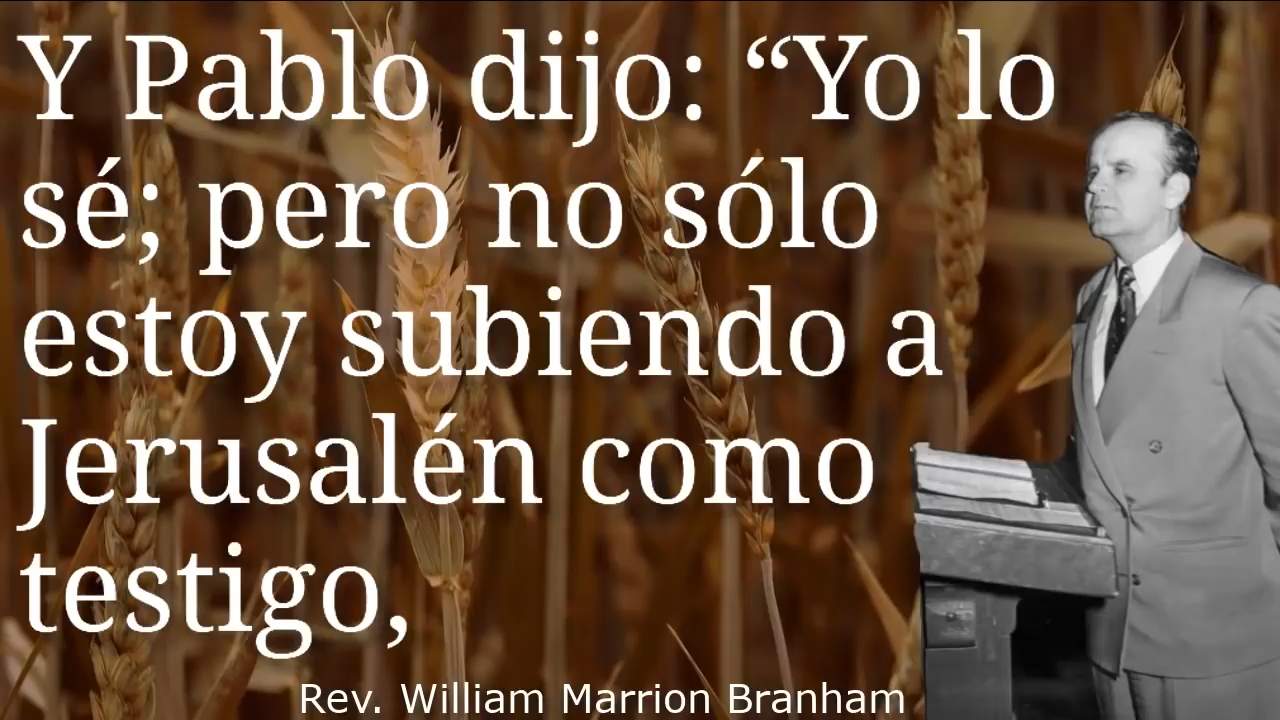 Y Pablo dijo: “Yo lo
sé; pero no sólo
estoy subiendo a
Jerusalén como
testigo,
Rev. William Marrion Branham